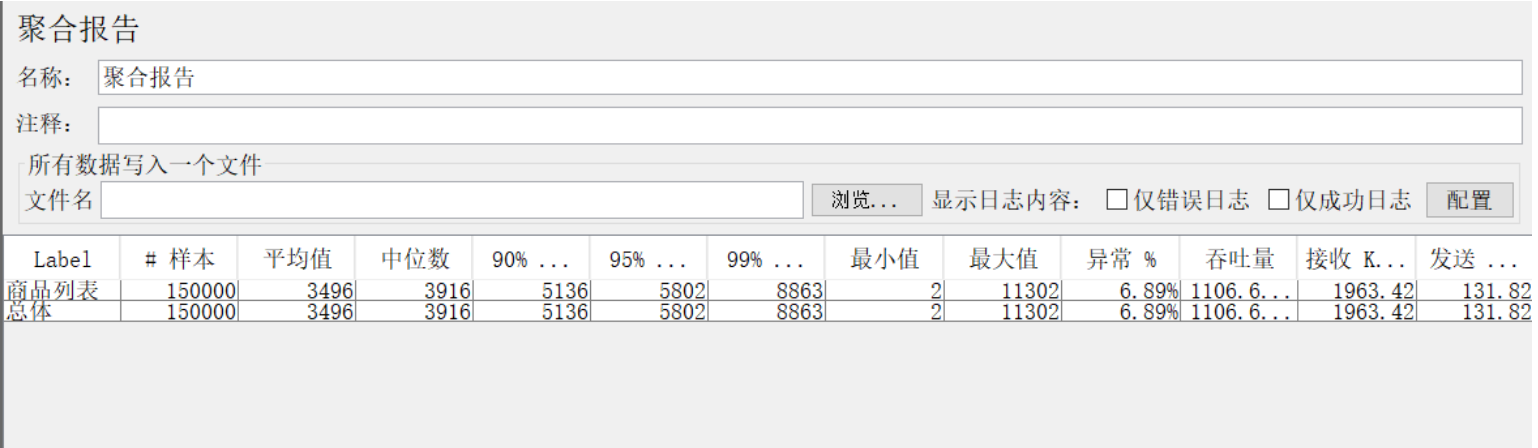 聚合报告
名称： 聚合报告
注释：
所有数据写入一个文件
文件名 浏览... 显示日志内容： 仅错误日志 仅成功日志 配置
Label # 样本 平均值 中位数 90% ... 95% ... 99% ... 最小值 最大值 异常 % 吞吐量 接收 K... 发送 ...
商品列表 150000 3496 3916 5136 5802 8863 2 11302 6.89% 1106.6... 1963.42 131.82
总体 150000 3496 3916 5136 5802 8863 2 11302 6.89% 1106.6... 1963.42 131.82